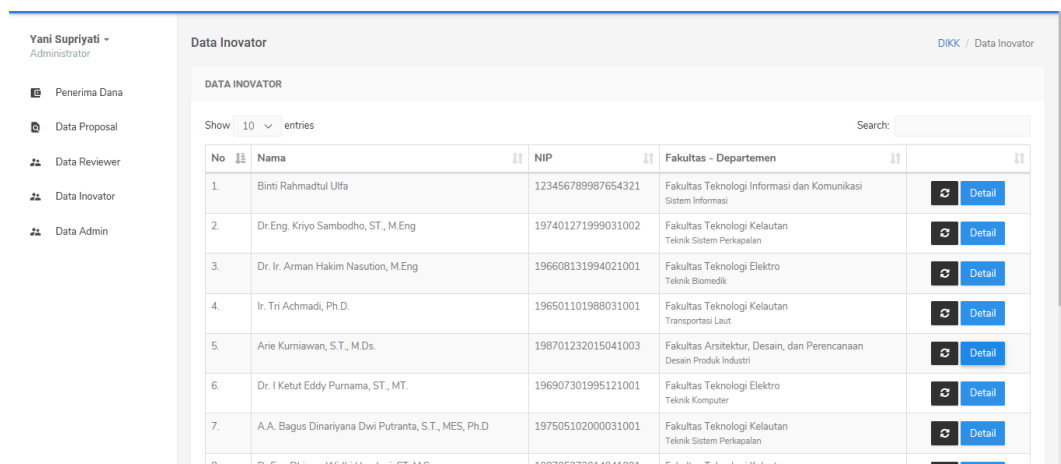 Yani Supriyati
Administrator
Penerima Dana
Data Proposal
Data Reviewer
Data Inovator
Data Admin
Data Inovator
DIKK / Data Inovator
DATA INOVATOR
Show 10 entries
Search:
No Nama NIP Fakultas - Departemen
1. Binti Rahmadtul Ulfa 123456789987654321 Fakultas Teknologi Informasi dan Komunikasi Detail
Sistem Informasi
2. Dr.Eng. Kriyo Sambodho, ST., M.Eng 197401271999031002 Fakultas Teknologi Kelautan Detail
Teknik Sistem Perkapalan
3. Dr. Ir. Arman Hakim Nasution, M.Eng 196608131994021001 Fakultas Teknologi Elektro Detail
Teknik Biomedik
4. Ir. Tri Achmadi, Ph.D. 196501101988031001 Fakultas Teknologi Kelautan Detail
Transportasi Laut
5. Arie Kurniawan, S.T., M.Ds. 198701232015041003 Fakultas Arsitektur, Desain, dan Perencanaan Detail
Desain Produk Industri
6. Dr. I Ketut Eddy Purnama, ST., MT. 196907301995121001 Fakultas Teknologi Elektro Detail
Teknik Komputer
7. A.A. Bagus Dinariyana Dwi Putranta, S.T., MES, Ph.D 197505102000031001 Fakultas Teknologi Kelautan Detail
Teknik Sistem Perkapalan